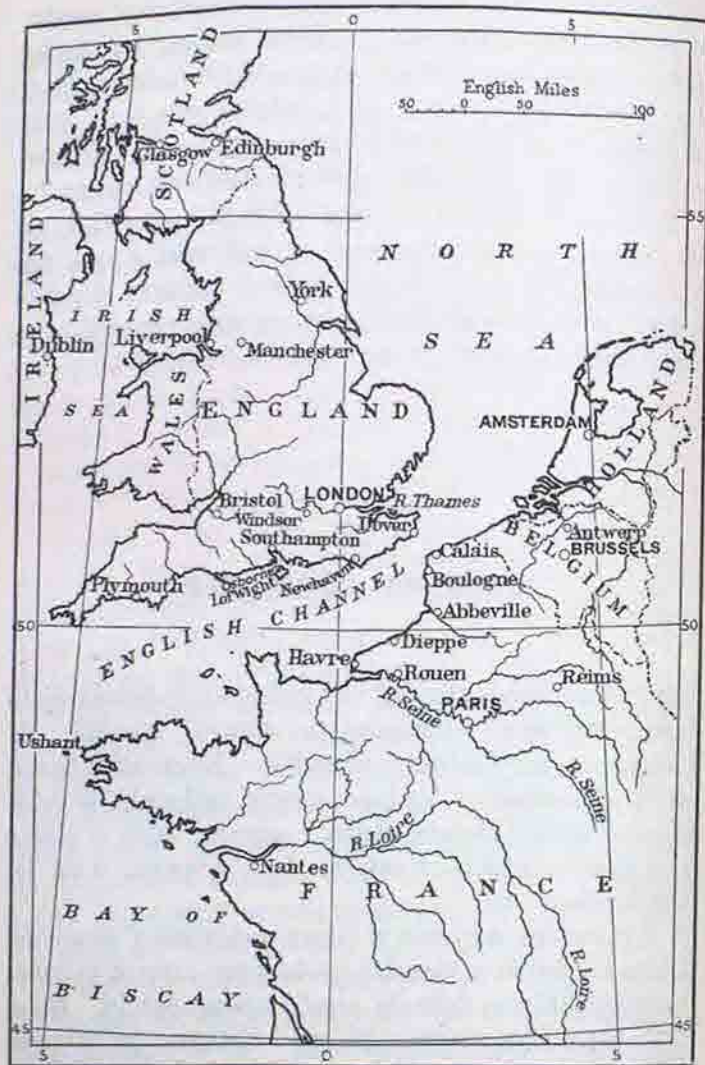 5 0 5
English Miles
50 0 50 100
SCOTLAND
Glasgow Edinburgh
55
IRELAND
NORTH
SEA
York
IRISH
SEA
Dublin
Liverpool
Manchester
WALES
ENGLAND
AMSTERDAM
HOLLAND
Bristol
LONDON
R. Thames
Windsor
Southampton
Dover
Antwerp
BRUSSELS
BELGIUM
Calais
Boulogne
Plymouth
Osborne
I. of Wight
Newhaven
Abbeville
50 50
ENGLISH CHANNEL
Dieppe
Havre
Rouen
Reims
R. Seine
PARIS
Ushant
R. Seine
R. Loire
Nantes
FRANCE
BAY OF
BISCAY
R. Loire
45 45
5 0 5